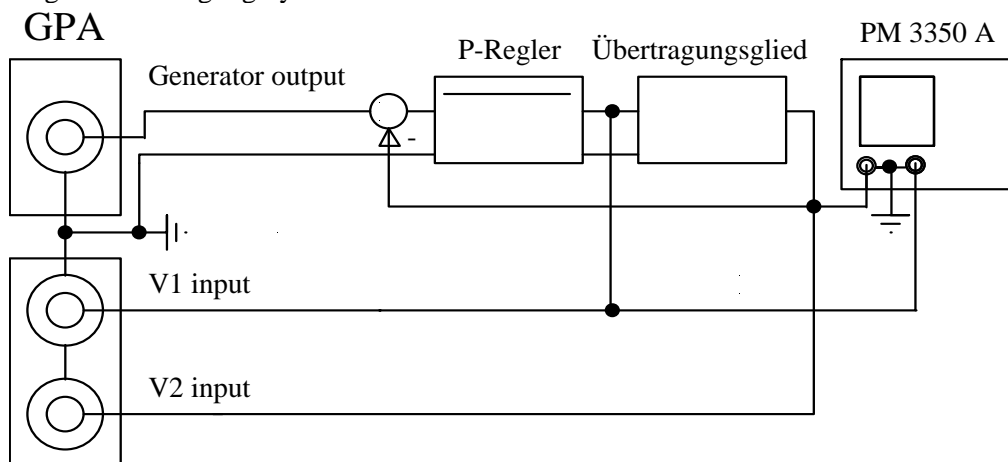 GPA
PM 3350 A
P-Regler Übertragungsglied
Generator output
-
V1 input
V2 input